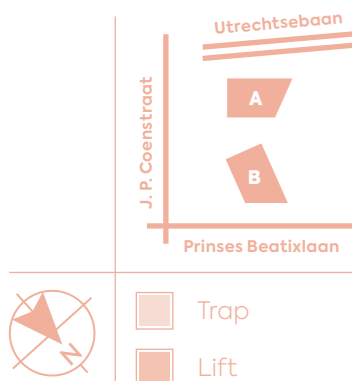 Utrechtsebaan
A
J. P. Coenstraat
B
Prinses Beatixlaan
N
Trap
Lift